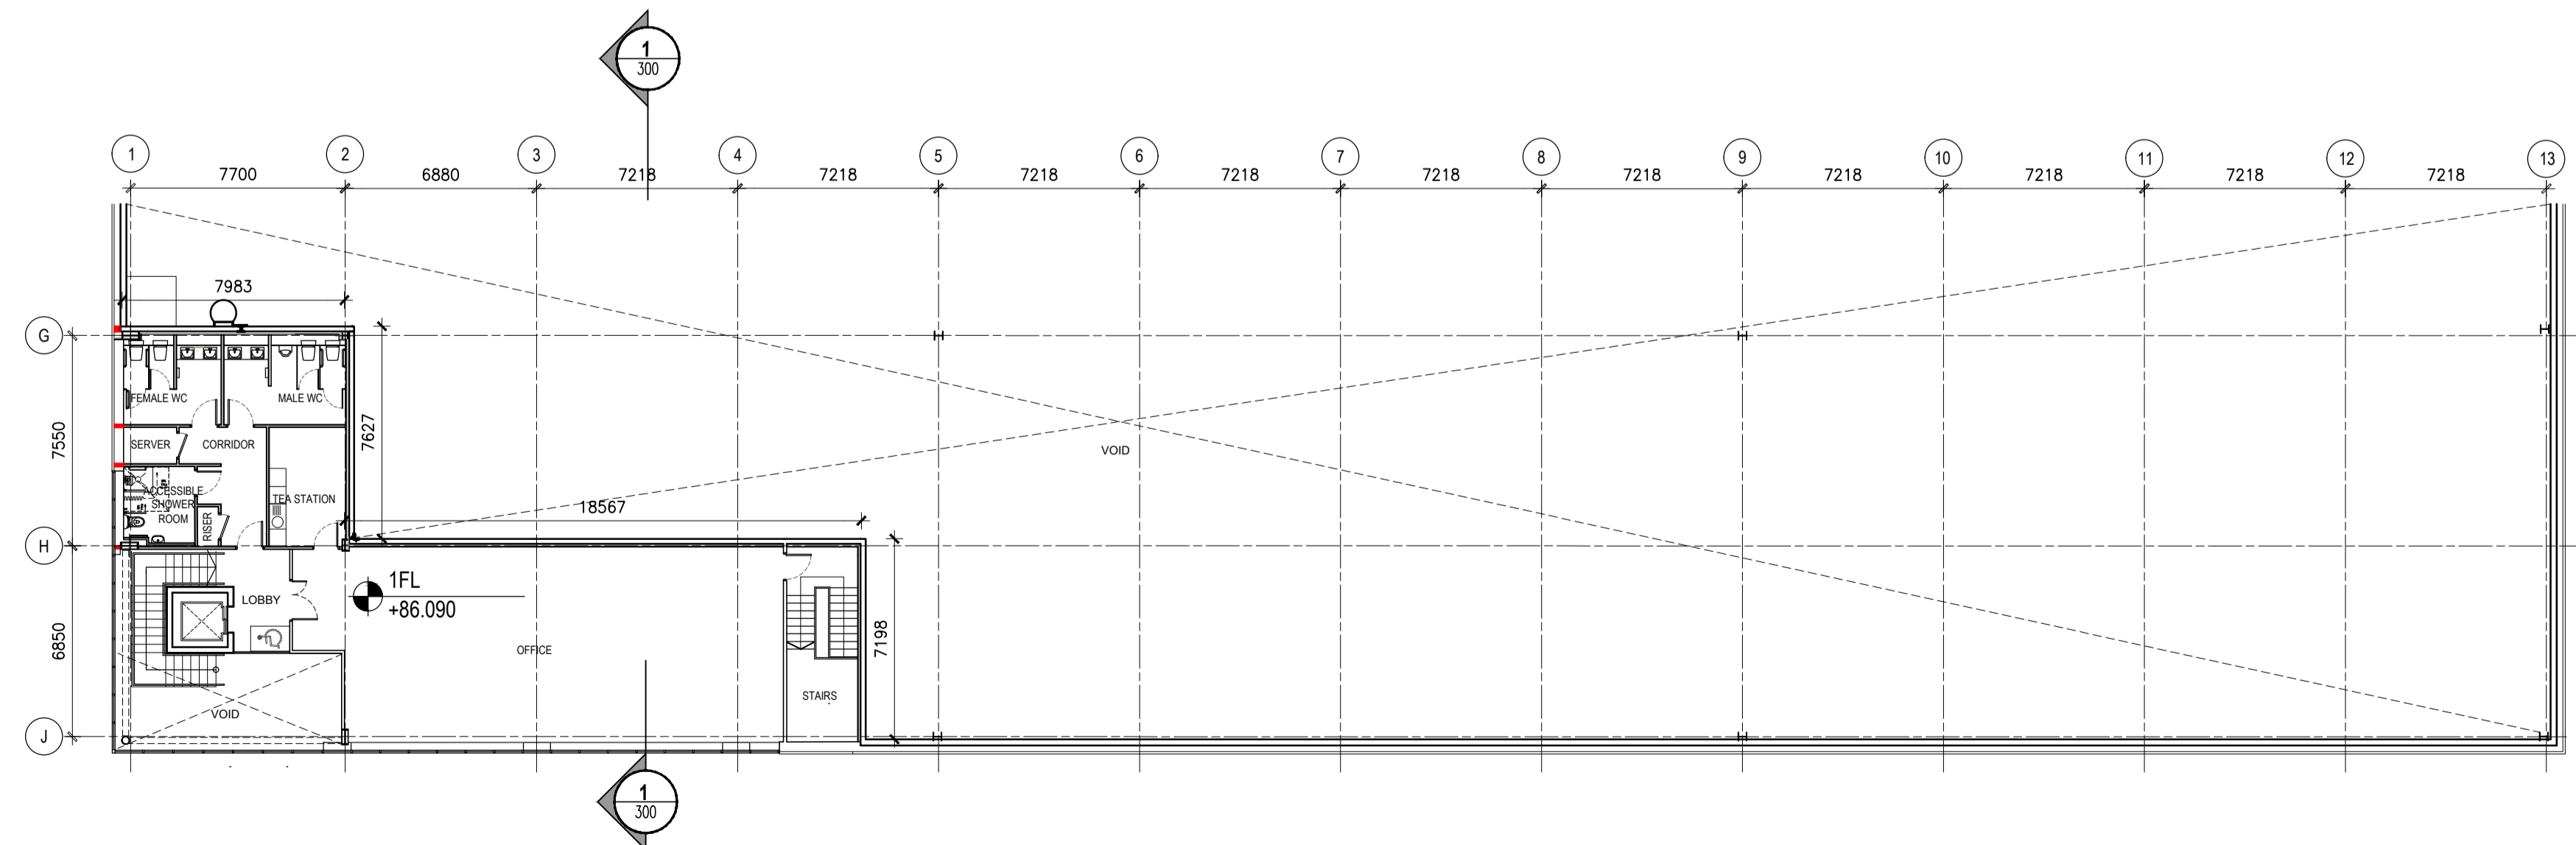 1
300
1
2
3
4
5
6
7
8
9
10
11
12
13
7700
6880
7218
7218
7218
7218
7218
7218
7218
7218
7218
7218
7983
G
FEMALE WC
MALE WC
7550
7627
SERVER
CORRIDOR
VOID
ACCESSIBLE
SHOWER
ROOM
TEA STATION
RISER
18567
H
1FL
+86.090
LOBBY
6850
OFFICE
7198
STAIRS
VOID
J
1
300